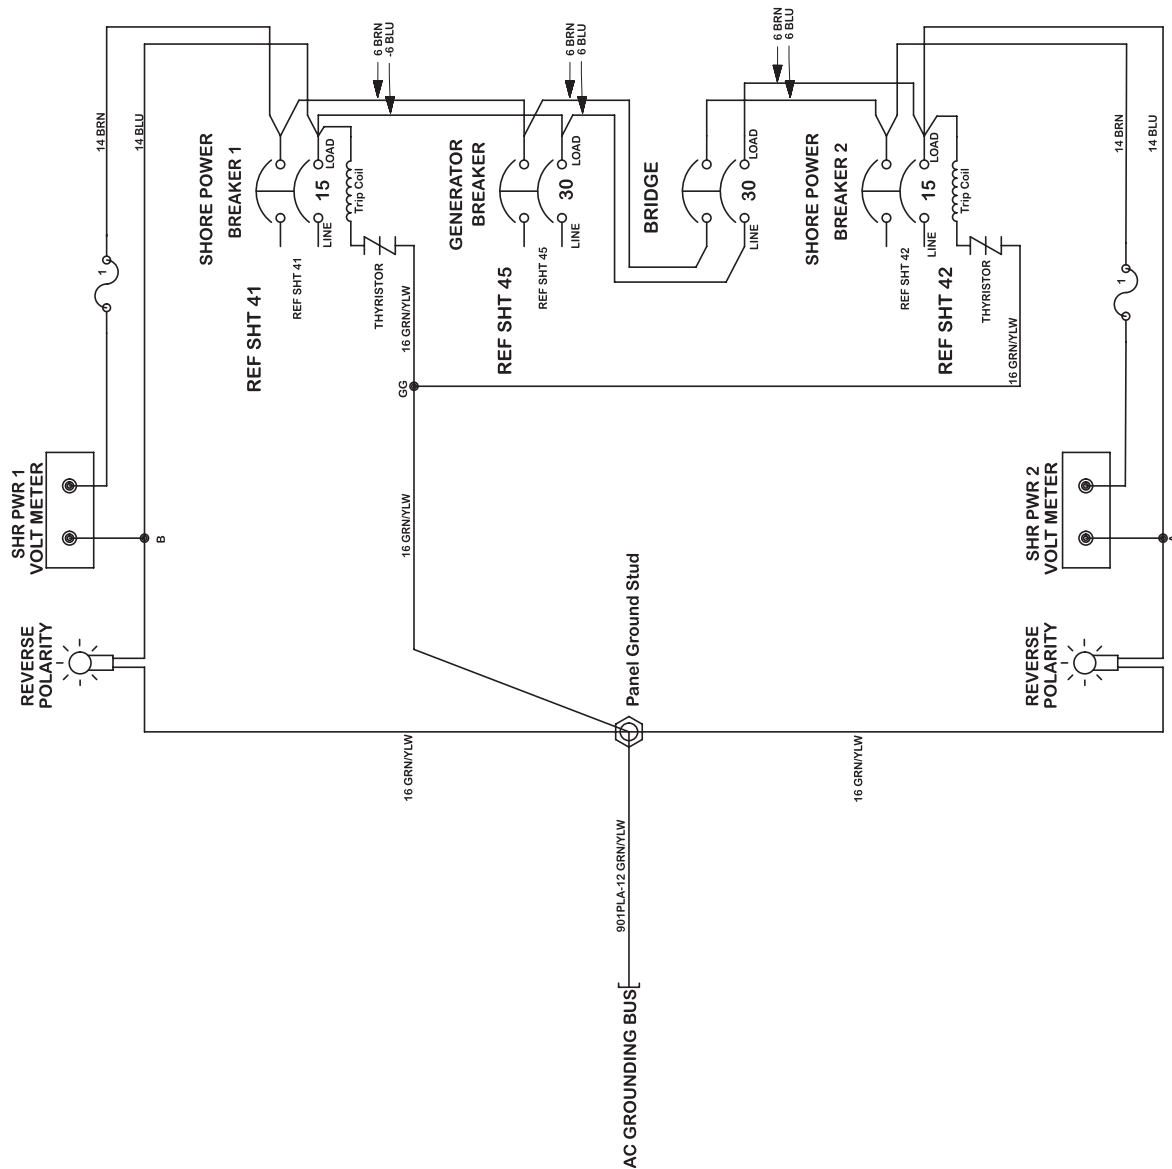 6 BRN
-6 BLU
6 BRN
6 BLU
6 BRN
6 BLU
14 BRN
14 BLU
14 BRN
14 BLU
SHORE POWER
BREAKER 1
15
LOAD
LINE
Trip Coil
THYRISTOR
REF SHT 41
REF SHT 41
GENERATOR
BREAKER
30
LOAD
LINE
REF SHT 45
REF SHT 45
BRIDGE
30
LOAD
LINE
SHORE POWER
BREAKER 2
15
LOAD
LINE
Trip Coil
THYRISTOR
REF SHT 42
REF SHT 42
1
1
16 GRN/YLW
16 GRN/YLW
GG
16 GRN/YLW
SHR PWR 1
VOLT METER
B
SHR PWR 2
VOLT METER
A
REVERSE
POLARITY
REVERSE
POLARITY
Panel Ground Stud
16 GRN/YLW
16 GRN/YLW
901PLA-12 GRN/YLW
AC GROUNDING BUS